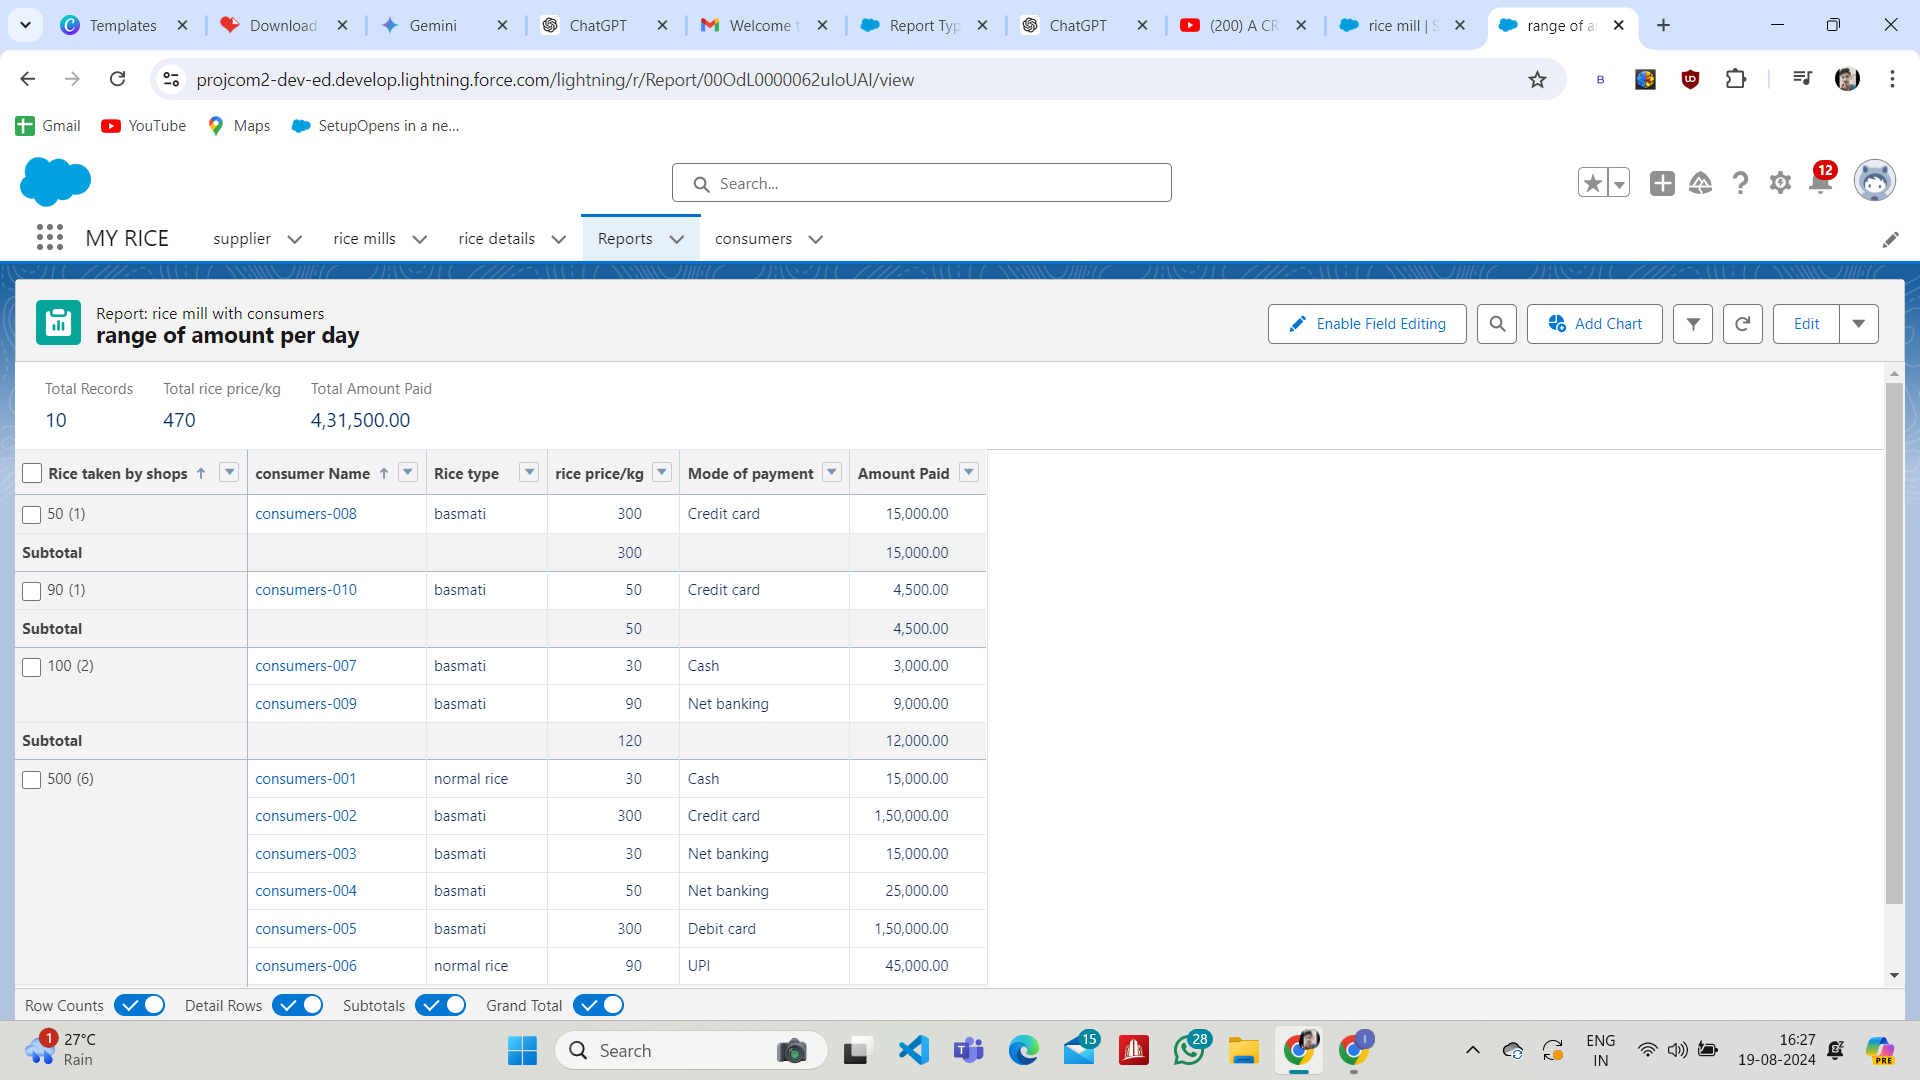 Templates
Download
Gemini
ChatGPT
Welcome t
Report Typ
ChatGPT
(200) A CR
rice mill | S
range of a
projcom2-dev-ed.develop.lightning.force.com/lightning/r/Report/00OdL0000062uIoUAI/view
Gmail
YouTube
Maps
SetupOpens in a ne...
Search...
12
MY RICE
supplier
rice mills
rice details
Reports
consumers
Report: rice mill with consumers
range of amount per day
Enable Field Editing
Add Chart
Edit
Total Records Total rice price/kg Total Amount Paid
10 470 4,31,500.00
Rice taken by shops ↑ consumer Name ↑ Rice type rice price/kg Mode of payment Amount Paid
50 (1) consumers-008 basmati 300 Credit card 15,000.00
Subtotal 300 15,000.00
90 (1) consumers-010 basmati 50 Credit card 4,500.00
Subtotal 50 4,500.00
100 (2) consumers-007 basmati 30 Cash 3,000.00
consumers-009 basmati 90 Net banking 9,000.00
Subtotal 120 12,000.00
500 (6) consumers-001 normal rice 30 Cash 15,000.00
consumers-002 basmati 300 Credit card 1,50,000.00
consumers-003 basmati 30 Net banking 15,000.00
consumers-004 basmati 50 Net banking 25,000.00
consumers-005 basmati 300 Debit card 1,50,000.00
consumers-006 normal rice 90 UPI 45,000.00
Row Counts Detail Rows Subtotals Grand Total
1
27°C
Rain
Search
15
28
ENG
IN
16:27
19-08-2024
PRE